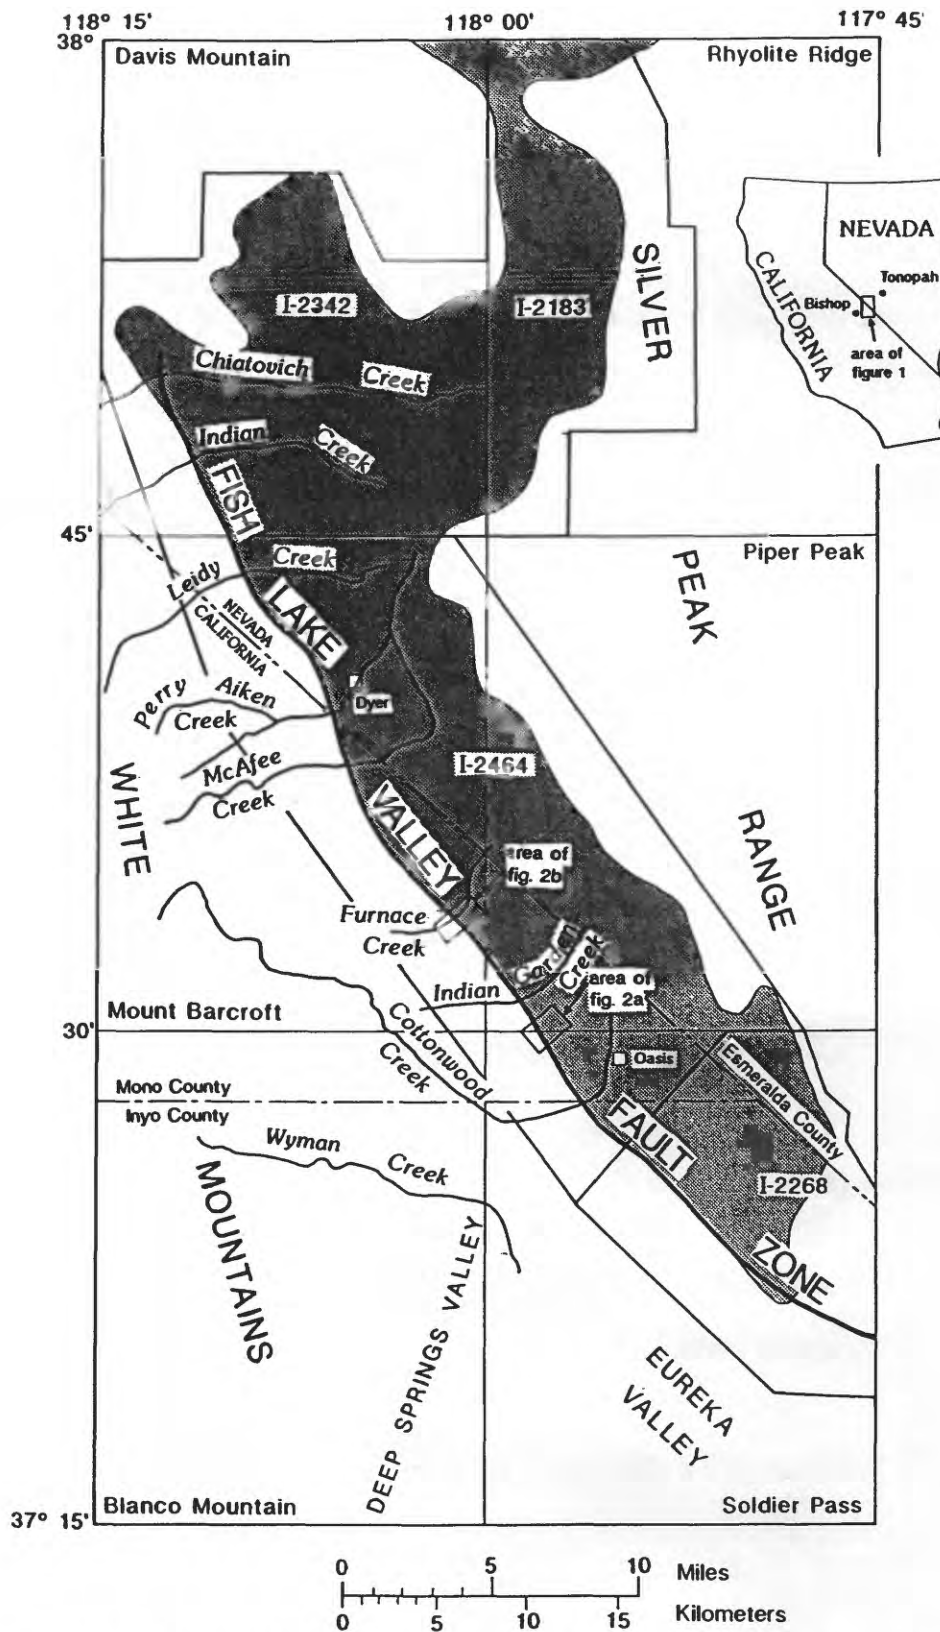 118° 15'
118° 00'
117° 45'
38°
Davis Mountain
Rhyolite Ridge
NEVADA
CALIFORNIA
Tonopah
Bishop
area of
figure 1
SILVER
I-2342
I-2183
Chiatovich
Creek
Indian
Creek
FISH
45'
Creek
Piper Peak
PEAK
Leidy
NEVADA
CALIFORNIA
LAKE
Dyer
Perry
Aiken
Creek
McAfee
Creek
I-2464
WHITE
VALLEY
RANGE
area of
fig. 2b
Furnace
Creek
Garden
Creek
Indian
area of
fig. 2a
Mount Barcroft
30'
Cottonwood
Creek
Oasis
Esmeralda County
Mono County
Inyo County
FAULT
Wyman
Creek
I-2268
MOUNTAINS
ZONE
DEEP SPRINGS VALLEY
EUREKA
VALLEY
Blanco Mountain
Soldier Pass
37° 15'
0 5 10 Miles
0 5 10 15 Kilometers